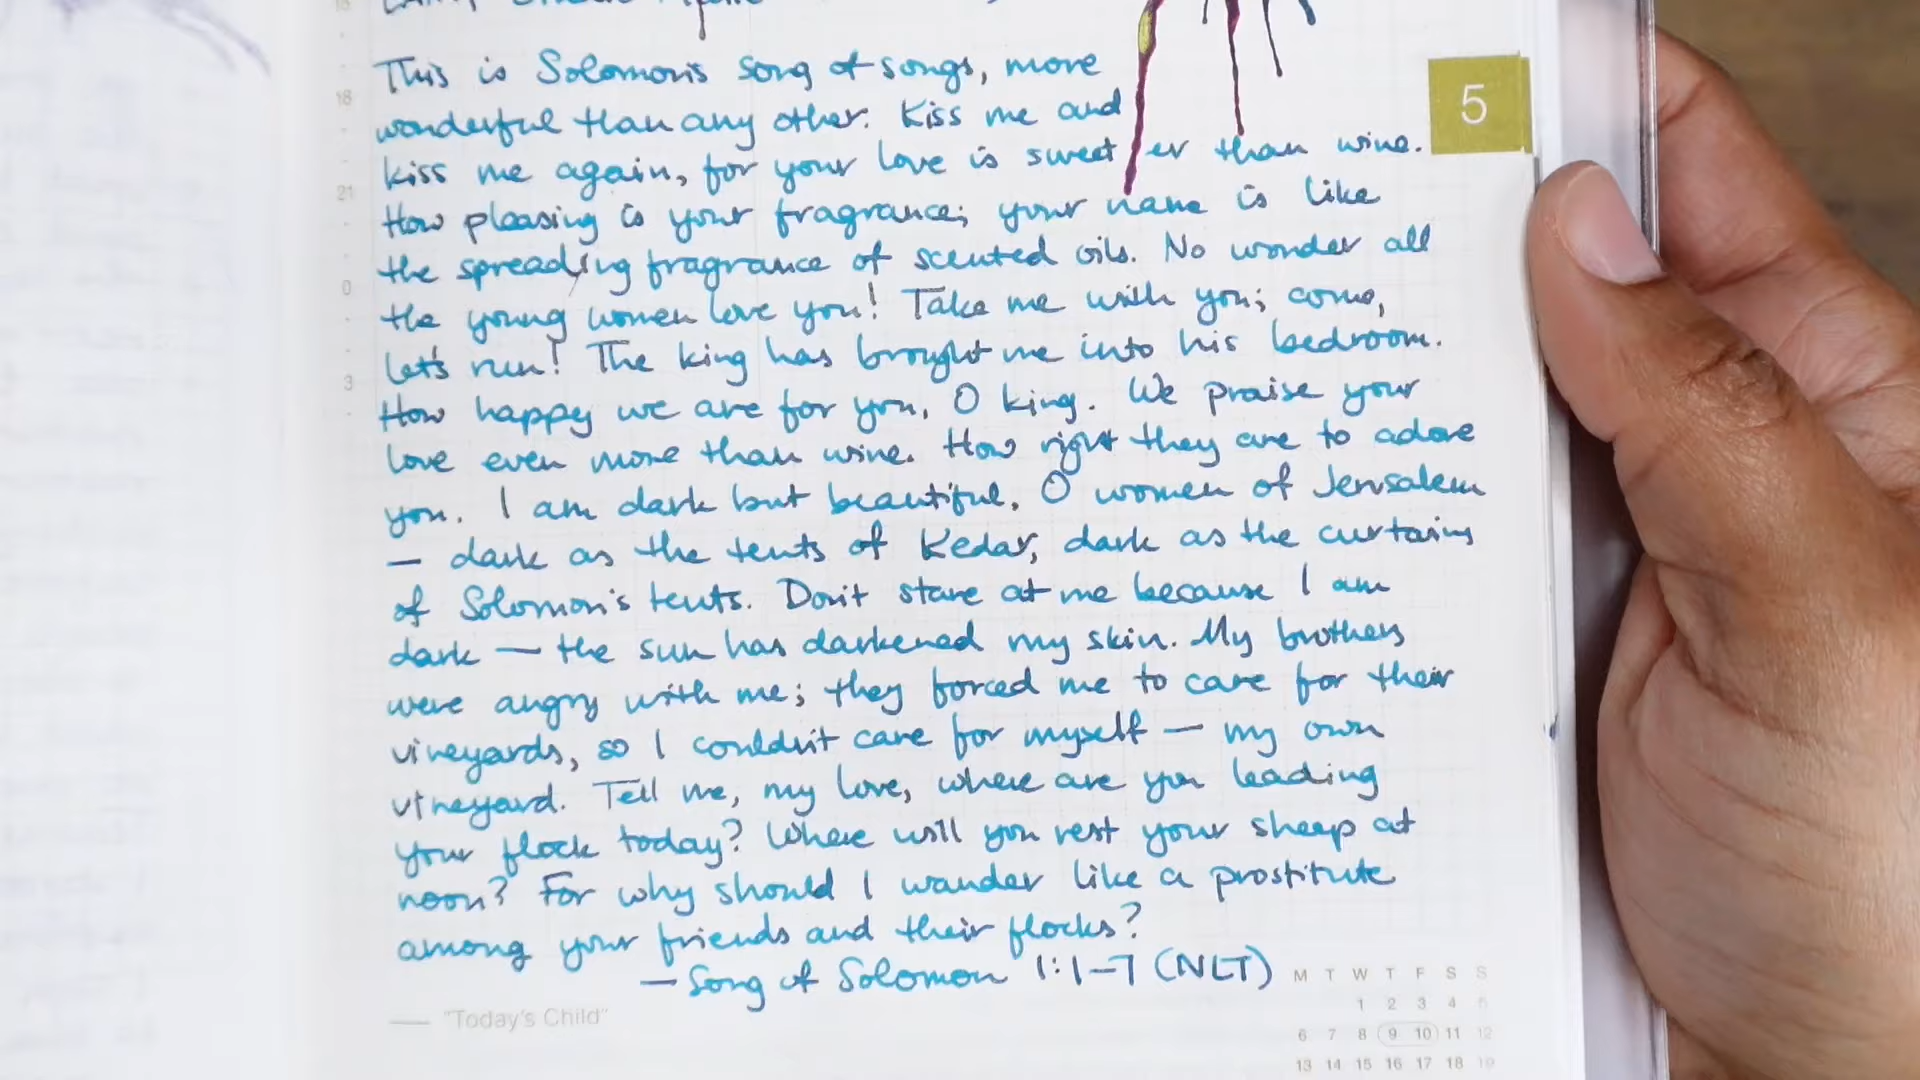 This is Solomon's song of songs, more
wonderful than any other. Kiss me and
kiss me again, for your love is sweeter than wine.
How pleasing is your fragrance; your name is like
the spreading fragrance of scented oils. No wonder all
the young women love you! Take me with you; come,
let's run! The king has brought me into his bedroom.
How happy we are for you, O king. We praise your
love even more than wine. How right they are to adore
you. I am dark but beautiful, O women of Jerusalem
— dark as the tents of Kedar, dark as the curtains
of Solomon's tents. Don't stare at me because I am
dark — the sun has darkened my skin. My brothers
were angry with me; they forced me to care for their
vineyards, so I couldn't care for myself — my own
vineyard. Tell me, my love, where are you leading
your flock today? Where will you rest your sheep at
noon? For why should I wander like a prostitute
among your friends and their flocks?
— Song of Solomon 1:1-7 (NLT)
5
18
21
0
3
— "Today's Child"
M T W T F S S
1 2 3 4 5
6 7 8 9 10 11 12
13 14 15 16 17 18 19